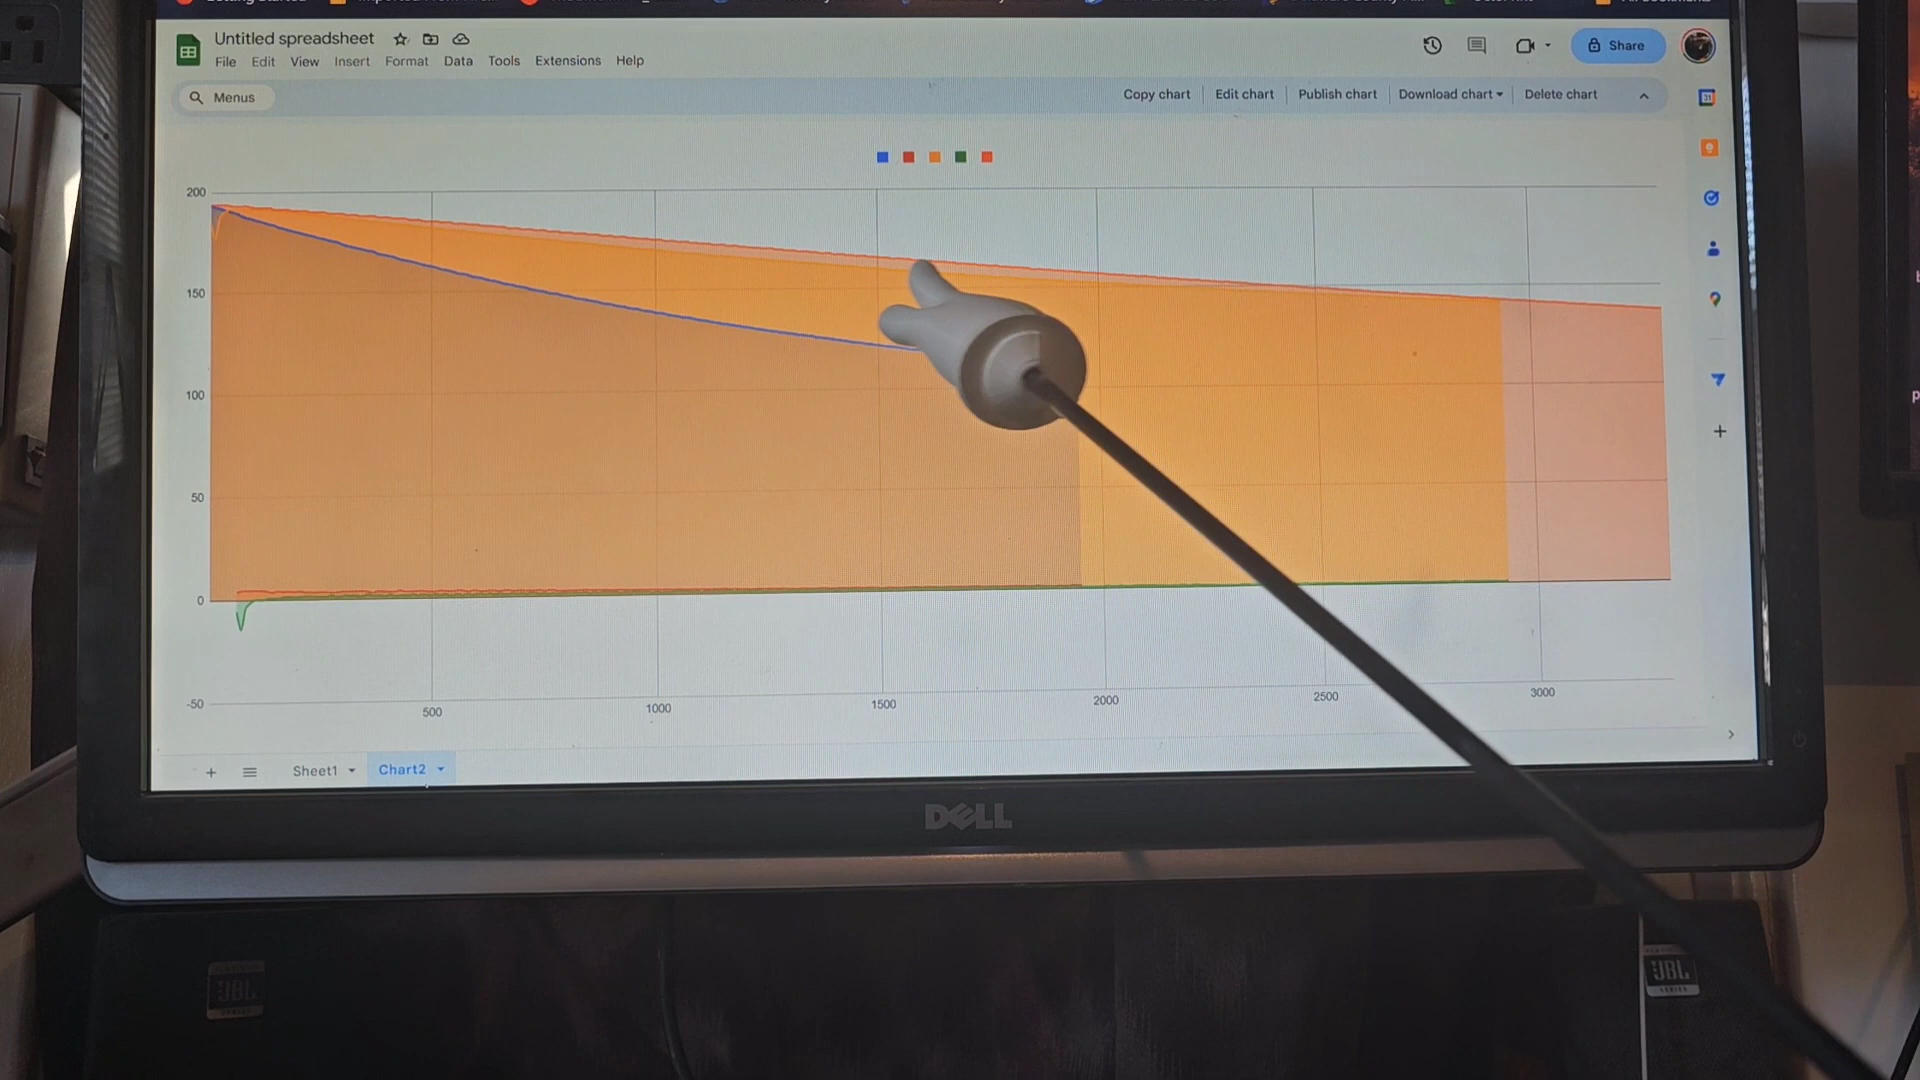 Untitled spreadsheet
File Edit View Insert Format Data Tools Extensions Help
Share
Menus
Copy chart Edit chart Publish chart Download chart Delete chart
31
200
150
100
50
0
-50
500 1000 1500 2000 2500 3000
Sheet1 Chart2
DELL
JBL
JBL
SERIES